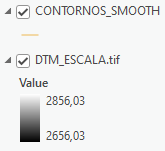 CONTORNOS_SMOOTH
DTM_ESCALA.tif
Value
2856,03
2656,03